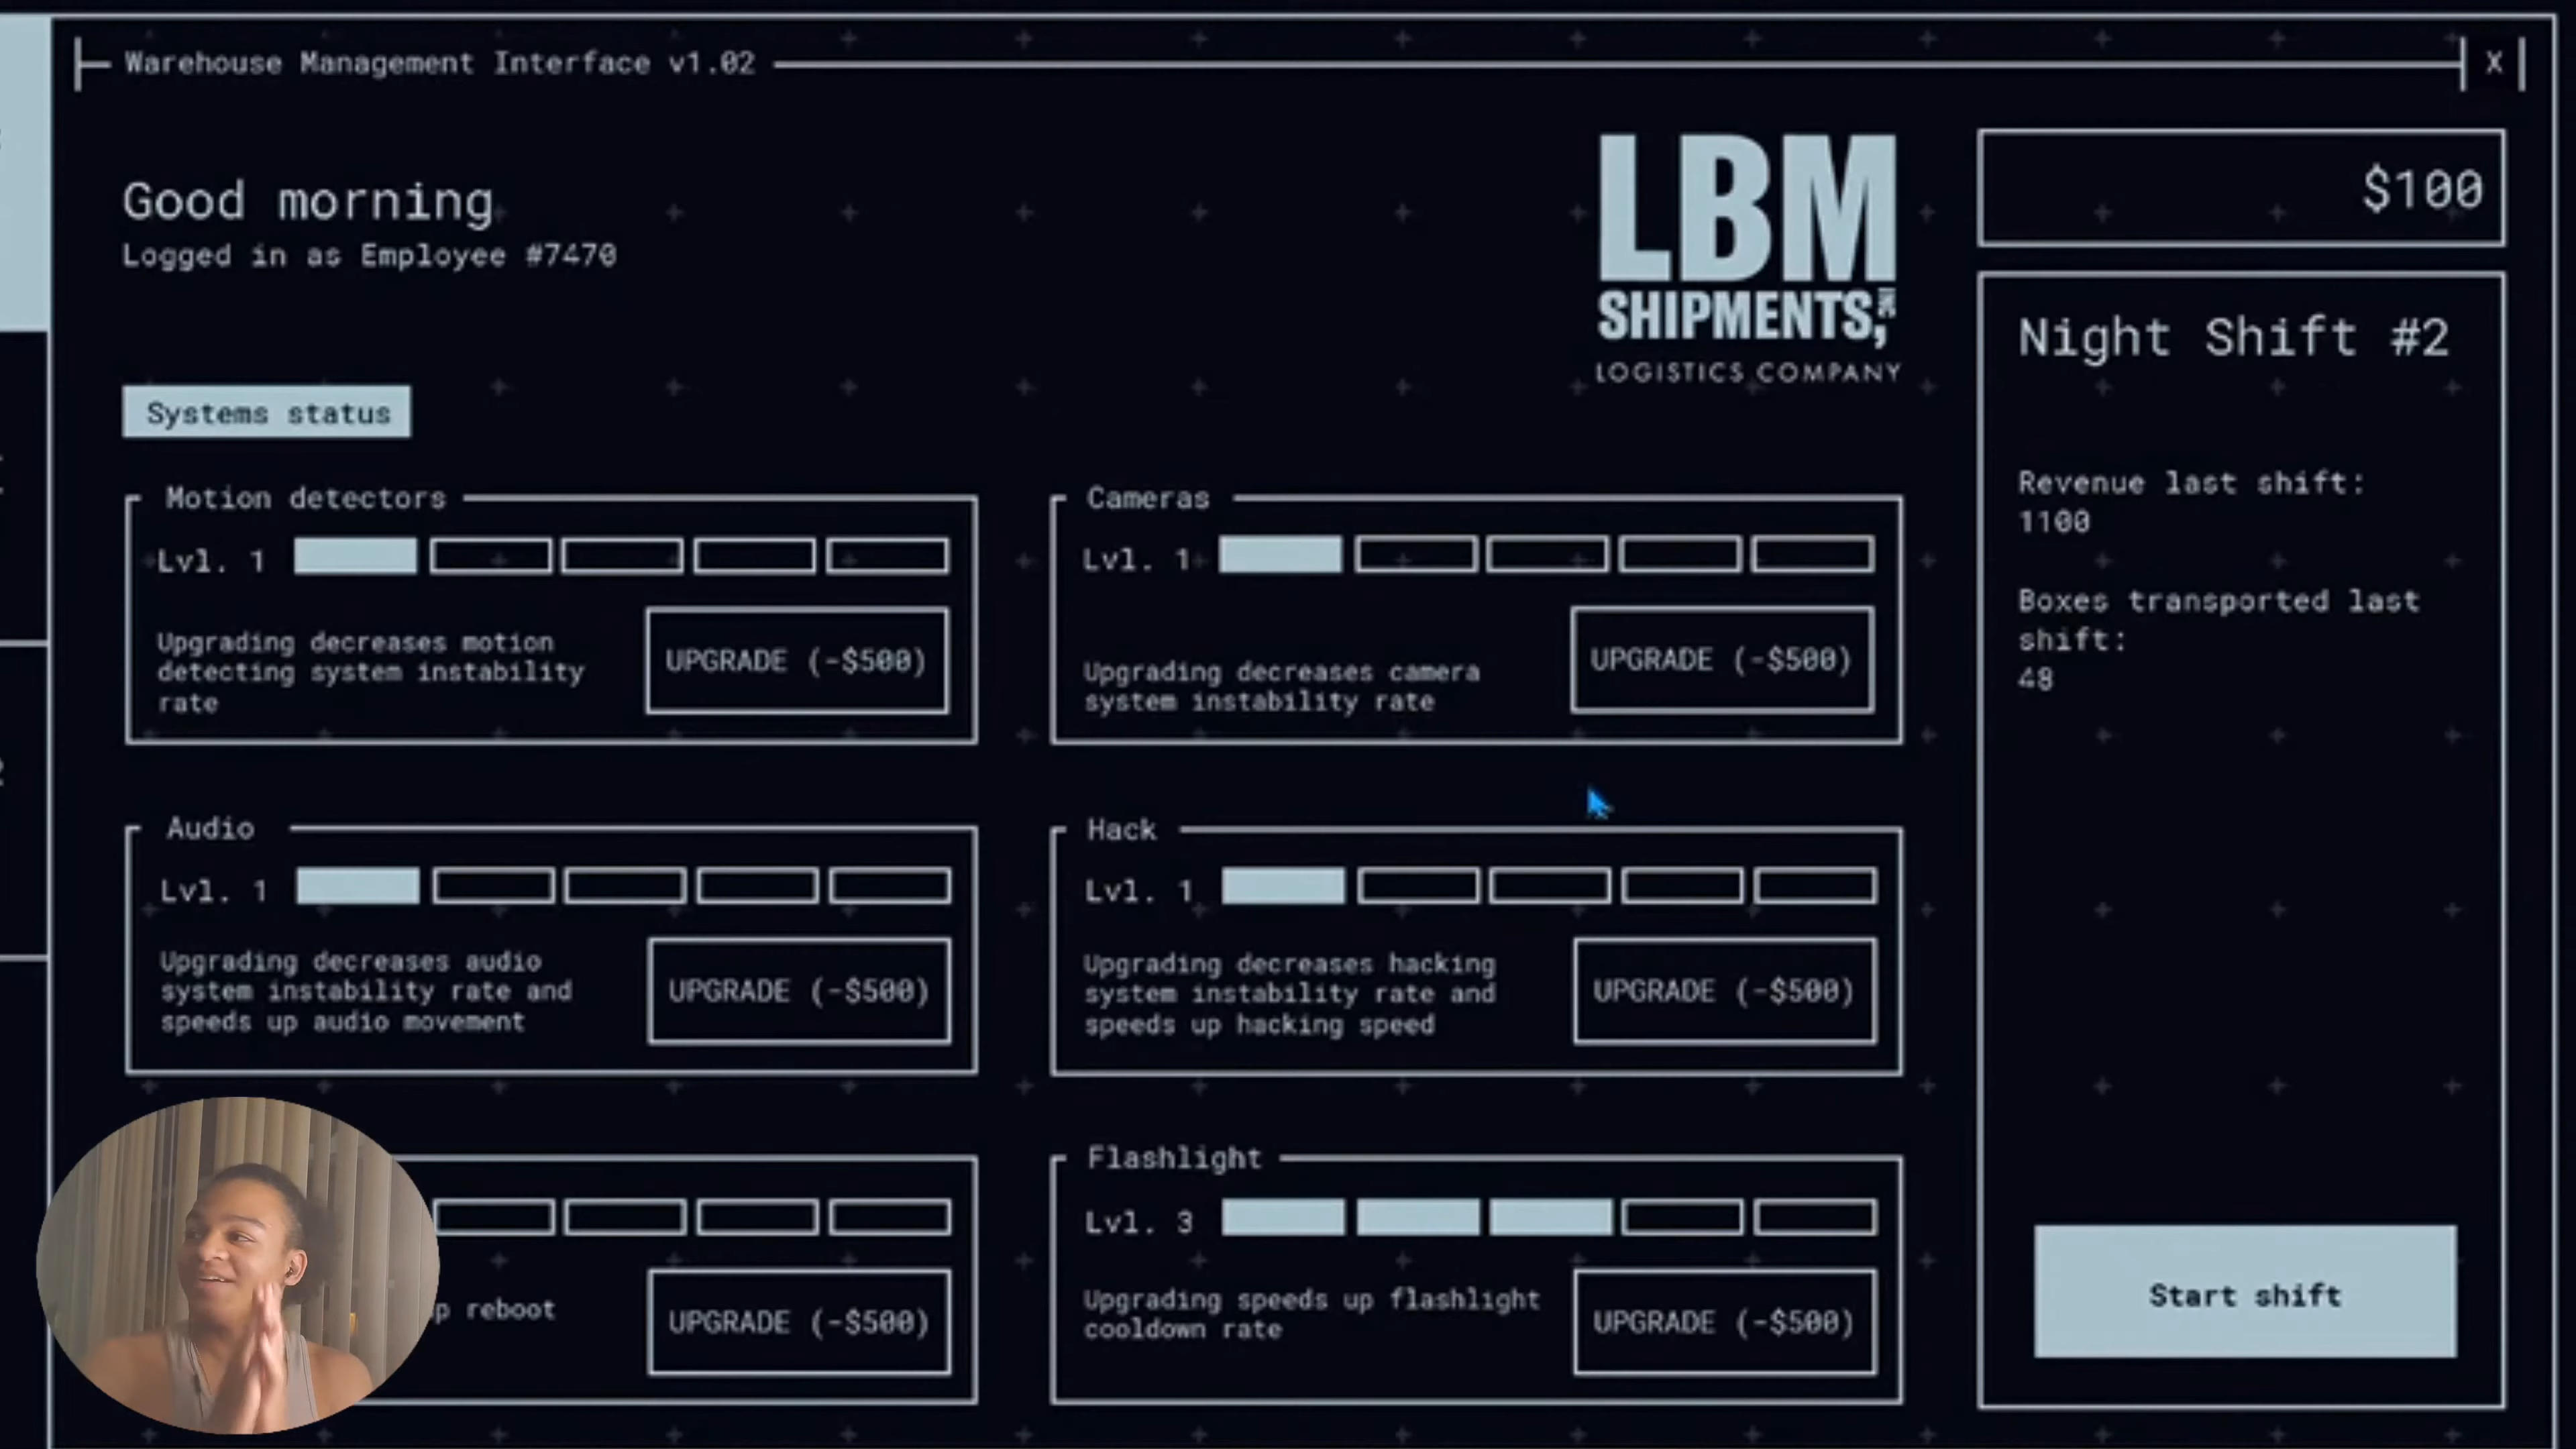 Warehouse Management Interface v1.02
X
Good morning
Logged in as Employee #7470
LBM
SHIPMENTS, INC
LOGISTICS COMPANY
$100
Night Shift #2
Revenue last shift:
1100
Boxes transported last
shift:
48
Start shift
Systems status
Motion detectors
Lvl. 1
Upgrading decreases motion
detecting system instability
rate
UPGRADE (-$500)
Cameras
Lvl. 1
Upgrading decreases camera
system instability rate
UPGRADE (-$500)
Audio
Lvl. 1
Upgrading decreases audio
system instability rate and
speeds up audio movement
UPGRADE (-$500)
Hack
Lvl. 1
Upgrading decreases hacking
system instability rate and
speeds up hacking speed
UPGRADE (-$500)
reboot
UPGRADE (-$500)
Flashlight
Lvl. 3
Upgrading speeds up flashlight
cooldown rate
UPGRADE (-$500)